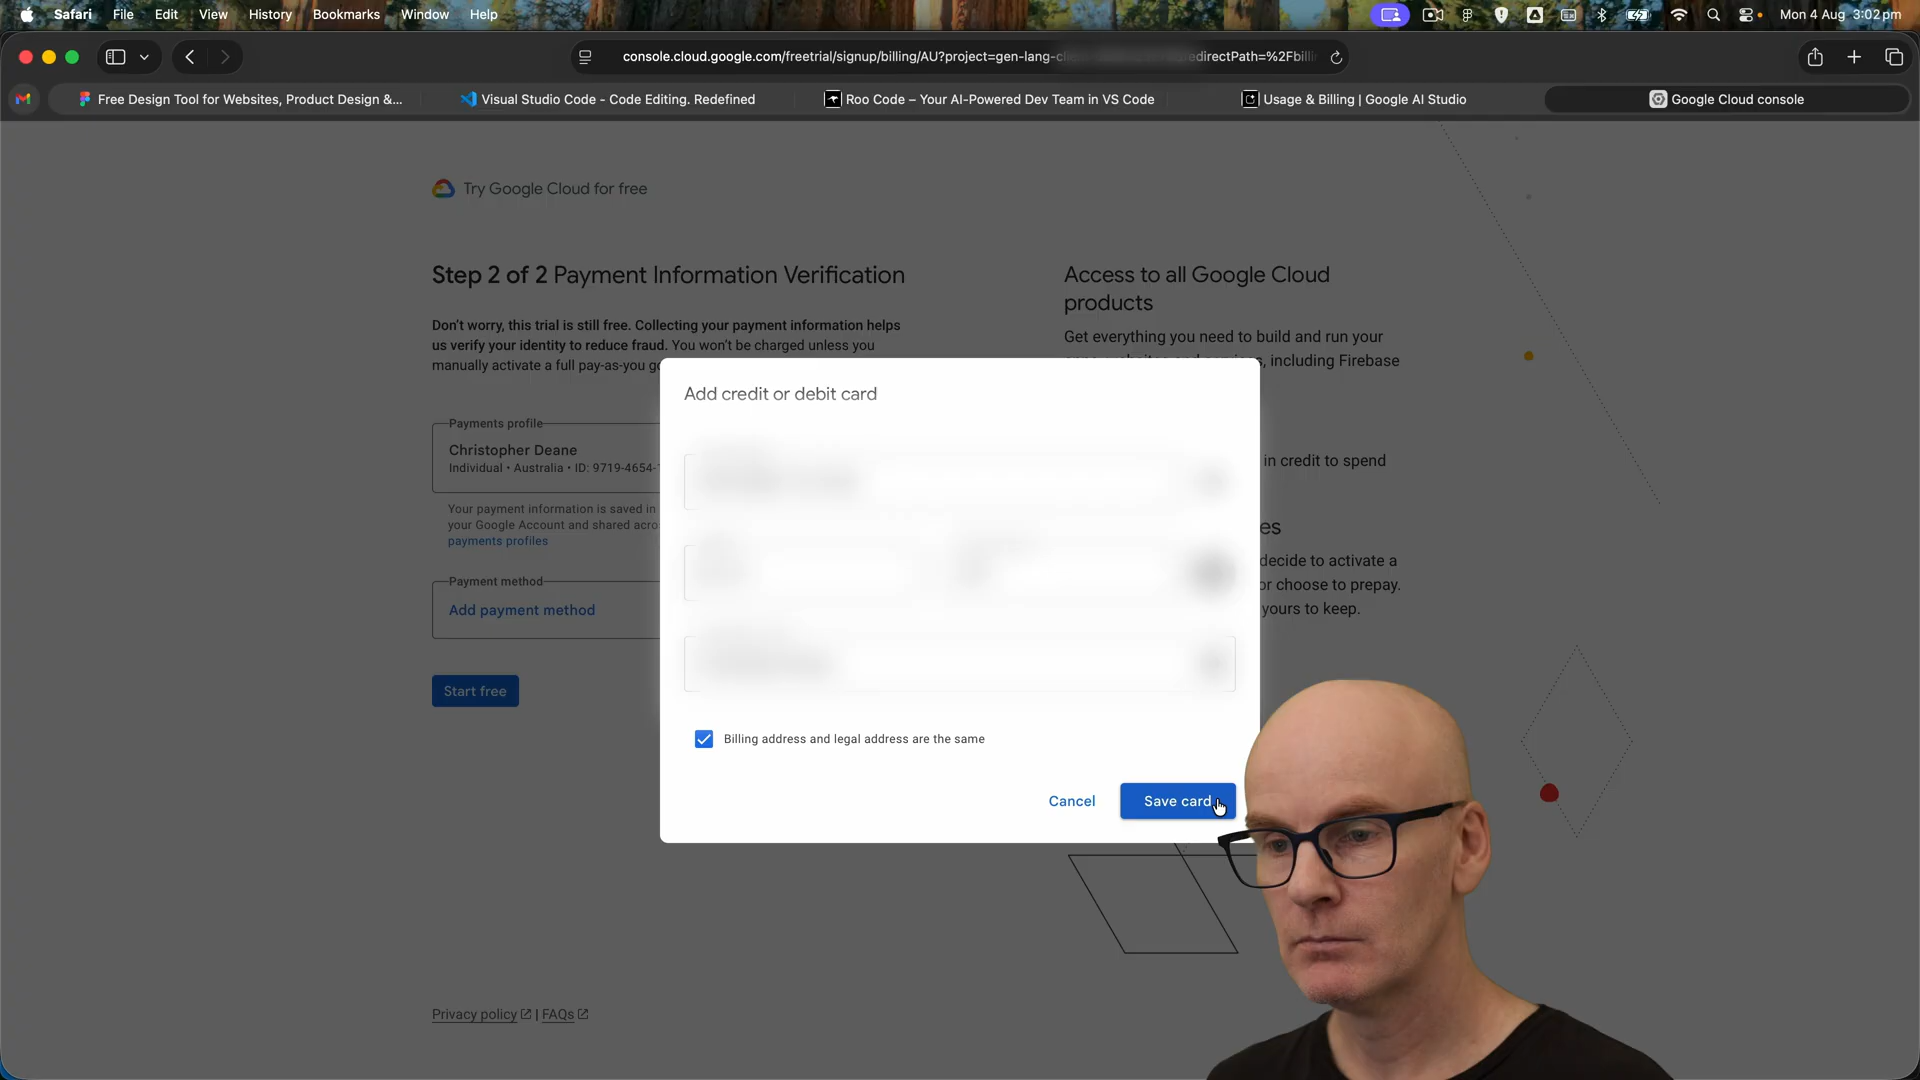 Safari File Edit View History Bookmarks Window Help
Mon 4 Aug 3:02 pm
console.cloud.google.com/freetrial/signup/billing/AU?project=gen-lang-
edirectPath=%2Fbilli
Free Design Tool for Websites, Product Design &...
Visual Studio Code - Code Editing. Redefined
Roo Code – Your AI-Powered Dev Team in VS Code
Usage & Billing | Google AI Studio
Google Cloud console
Try Google Cloud for free
Step 2 of 2 Payment Information Verification
Don't worry, this trial is still free. Collecting your payment information helps
us verify your identity to reduce fraud. You won't be charged unless you
manually activate a full pay-as-you
Payments profile
Christopher Deane
Individual • Australia • ID: 9719-4654-
Your payment information is saved in
your Google Account and shared
payments profiles
Payment method
Add payment method
Start free
Privacy policy | FAQs
Add credit or debit card
Billing address and legal address are the same
Cancel
Save card
Access to all Google Cloud
products
Get everything you need to build and run your
including Firebase
in credit to spend
decide to activate a
or choose to prepay.
yours to keep.